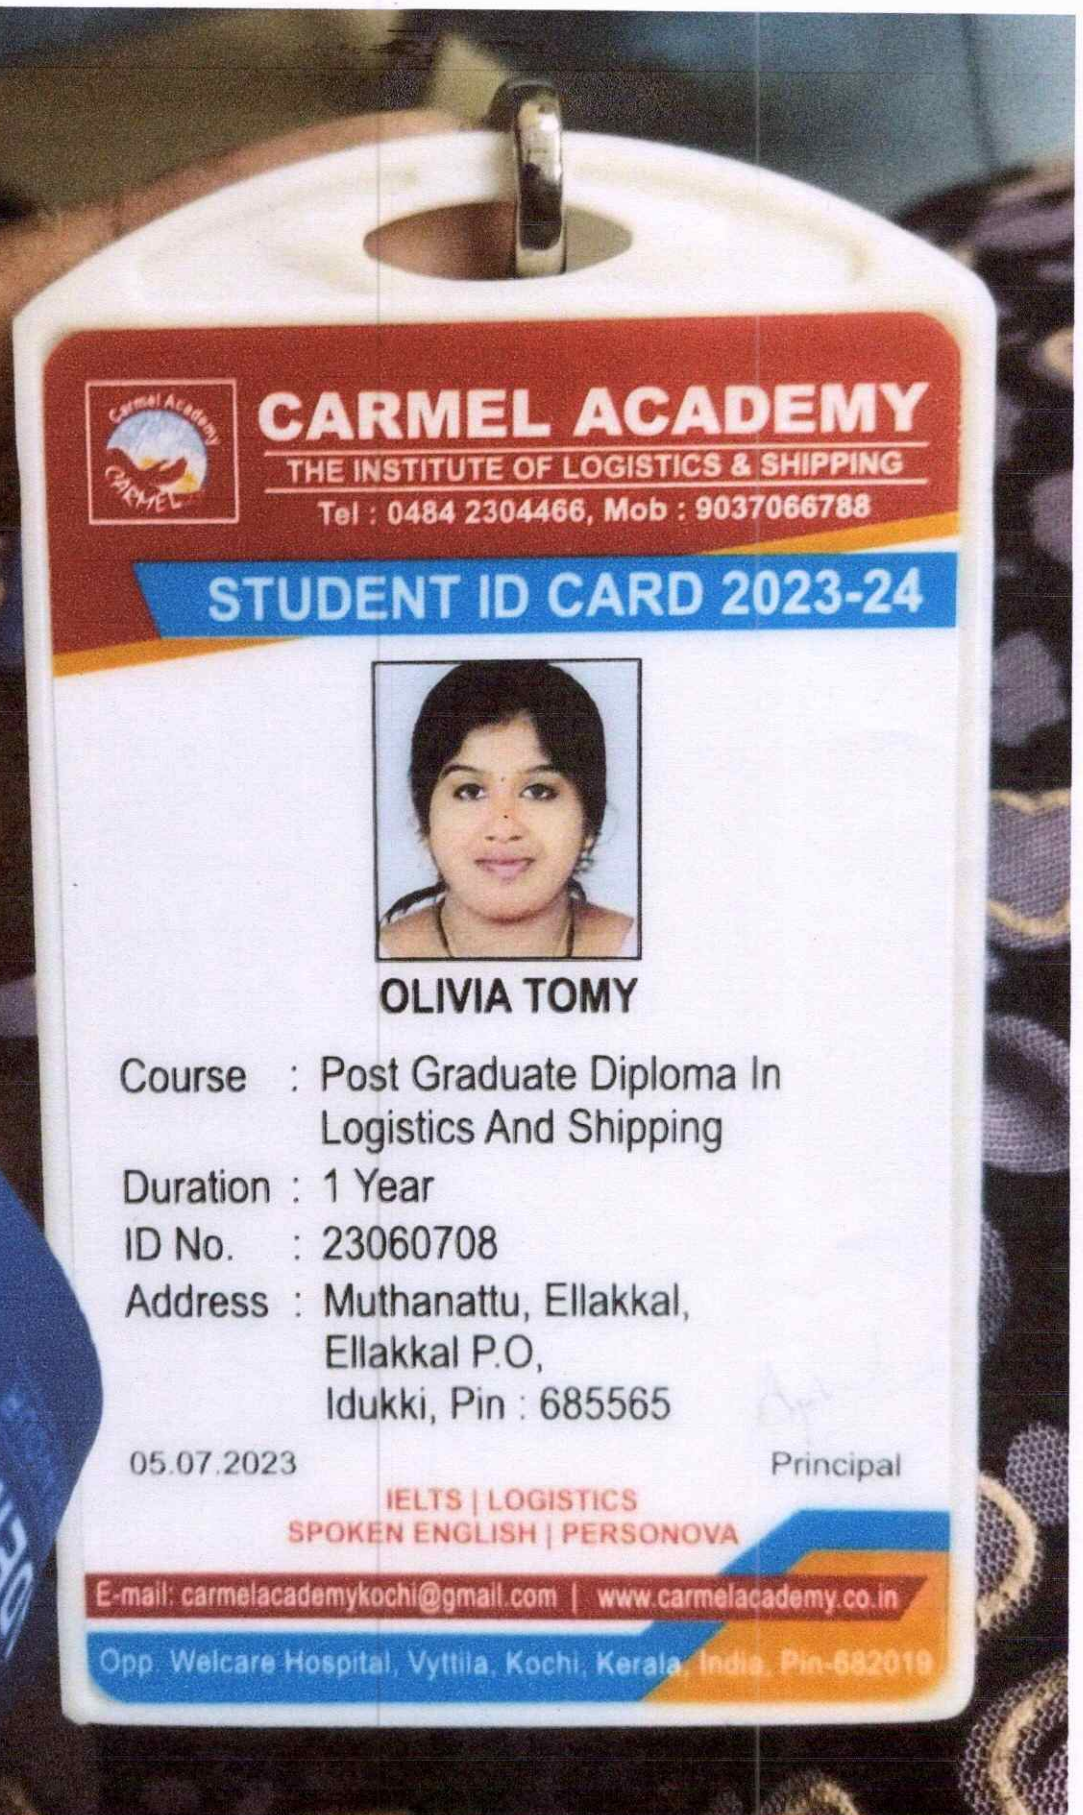 Carmel Academy
CARMEL
CARMEL ACADEMY
THE INSTITUTE OF LOGISTICS & SHIPPING
Tel : 0484 2304466, Mob : 9037066788
STUDENT ID CARD 2023-24
OLIVIA TOMY
Course : Post Graduate Diploma In
Logistics And Shipping
Duration : 1 Year
ID No. : 23060708
Address : Muthanattu, Ellakkal,
Ellakkal P.O,
Idukki, Pin : 685565
05.07.2023 Principal
IELTS | LOGISTICS
SPOKEN ENGLISH | PERSONOVA
E-mail: carmelacademykochi@gmail.com | www.carmelacademy.co.in
Opp. Welcare Hospital, Vyttila, Kochi, Kerala, India, Pin-682019